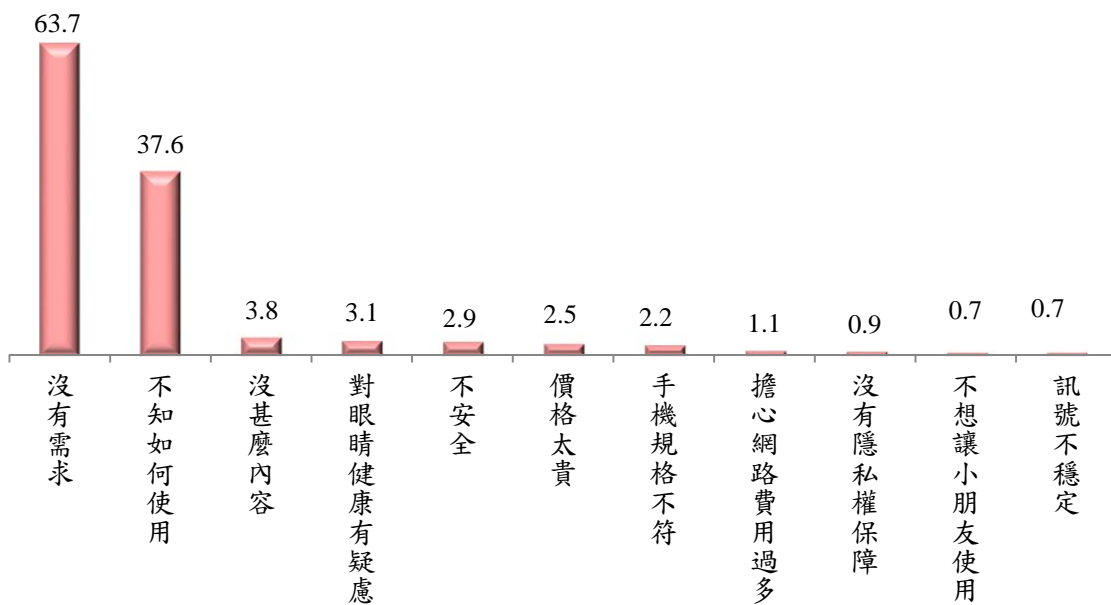 63.7
37.6
3.8
3.1
2.9
2.5
2.2
1.1
0.9
0.7
0.7
沒有需求
不知如何使用
沒甚麼內容
對眼睛健康有疑慮
不安全
價格太貴
手機規格不符
擔心網路費用過多
沒有隱私權保障
不想讓小朋友使用
訊號不穩定